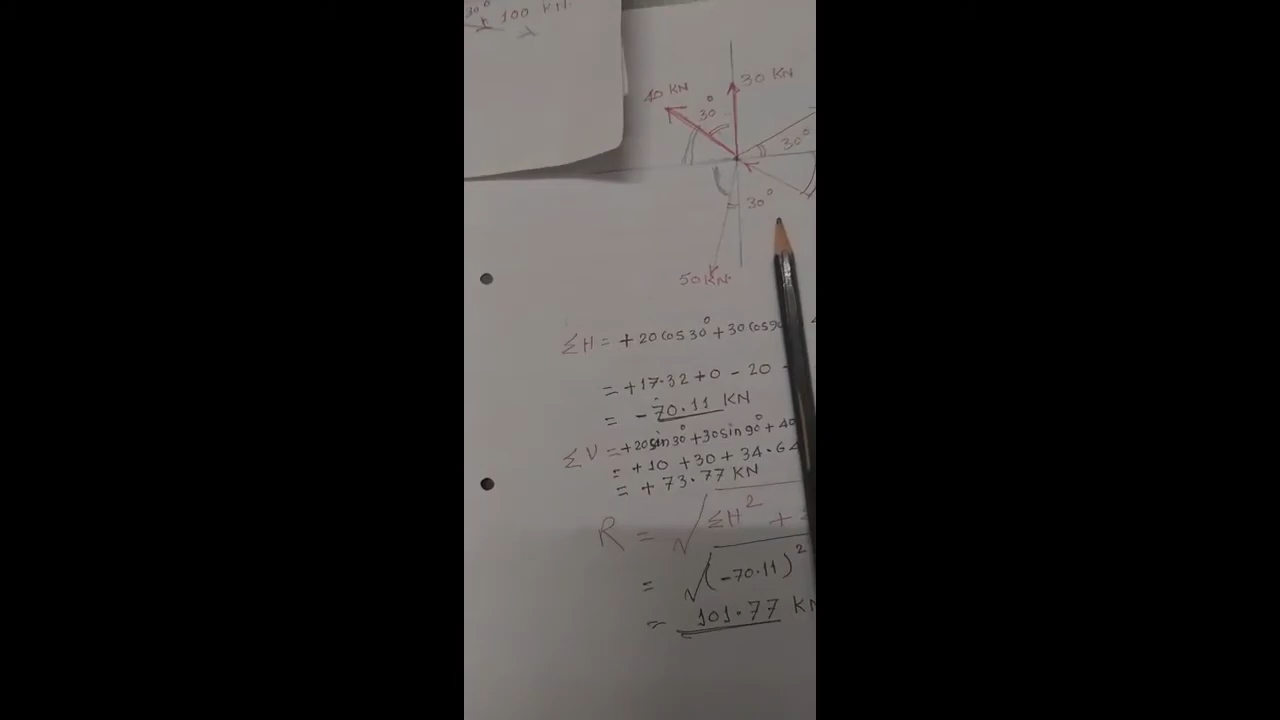 30°
100 KN.
30 KN
40 KN
30°
30°
30°
50 KN.
ΣH = +20cos30° + 30cos90
= +17.32 + 0 - 20 -
= -70.11 KN
ΣV = +20sin30° + 30sin90° + 40
= +10 + 30 + 34.64
= + 73.77 KN
R = √ΣH² +
= √(-70.11)²
= 101.77 KN